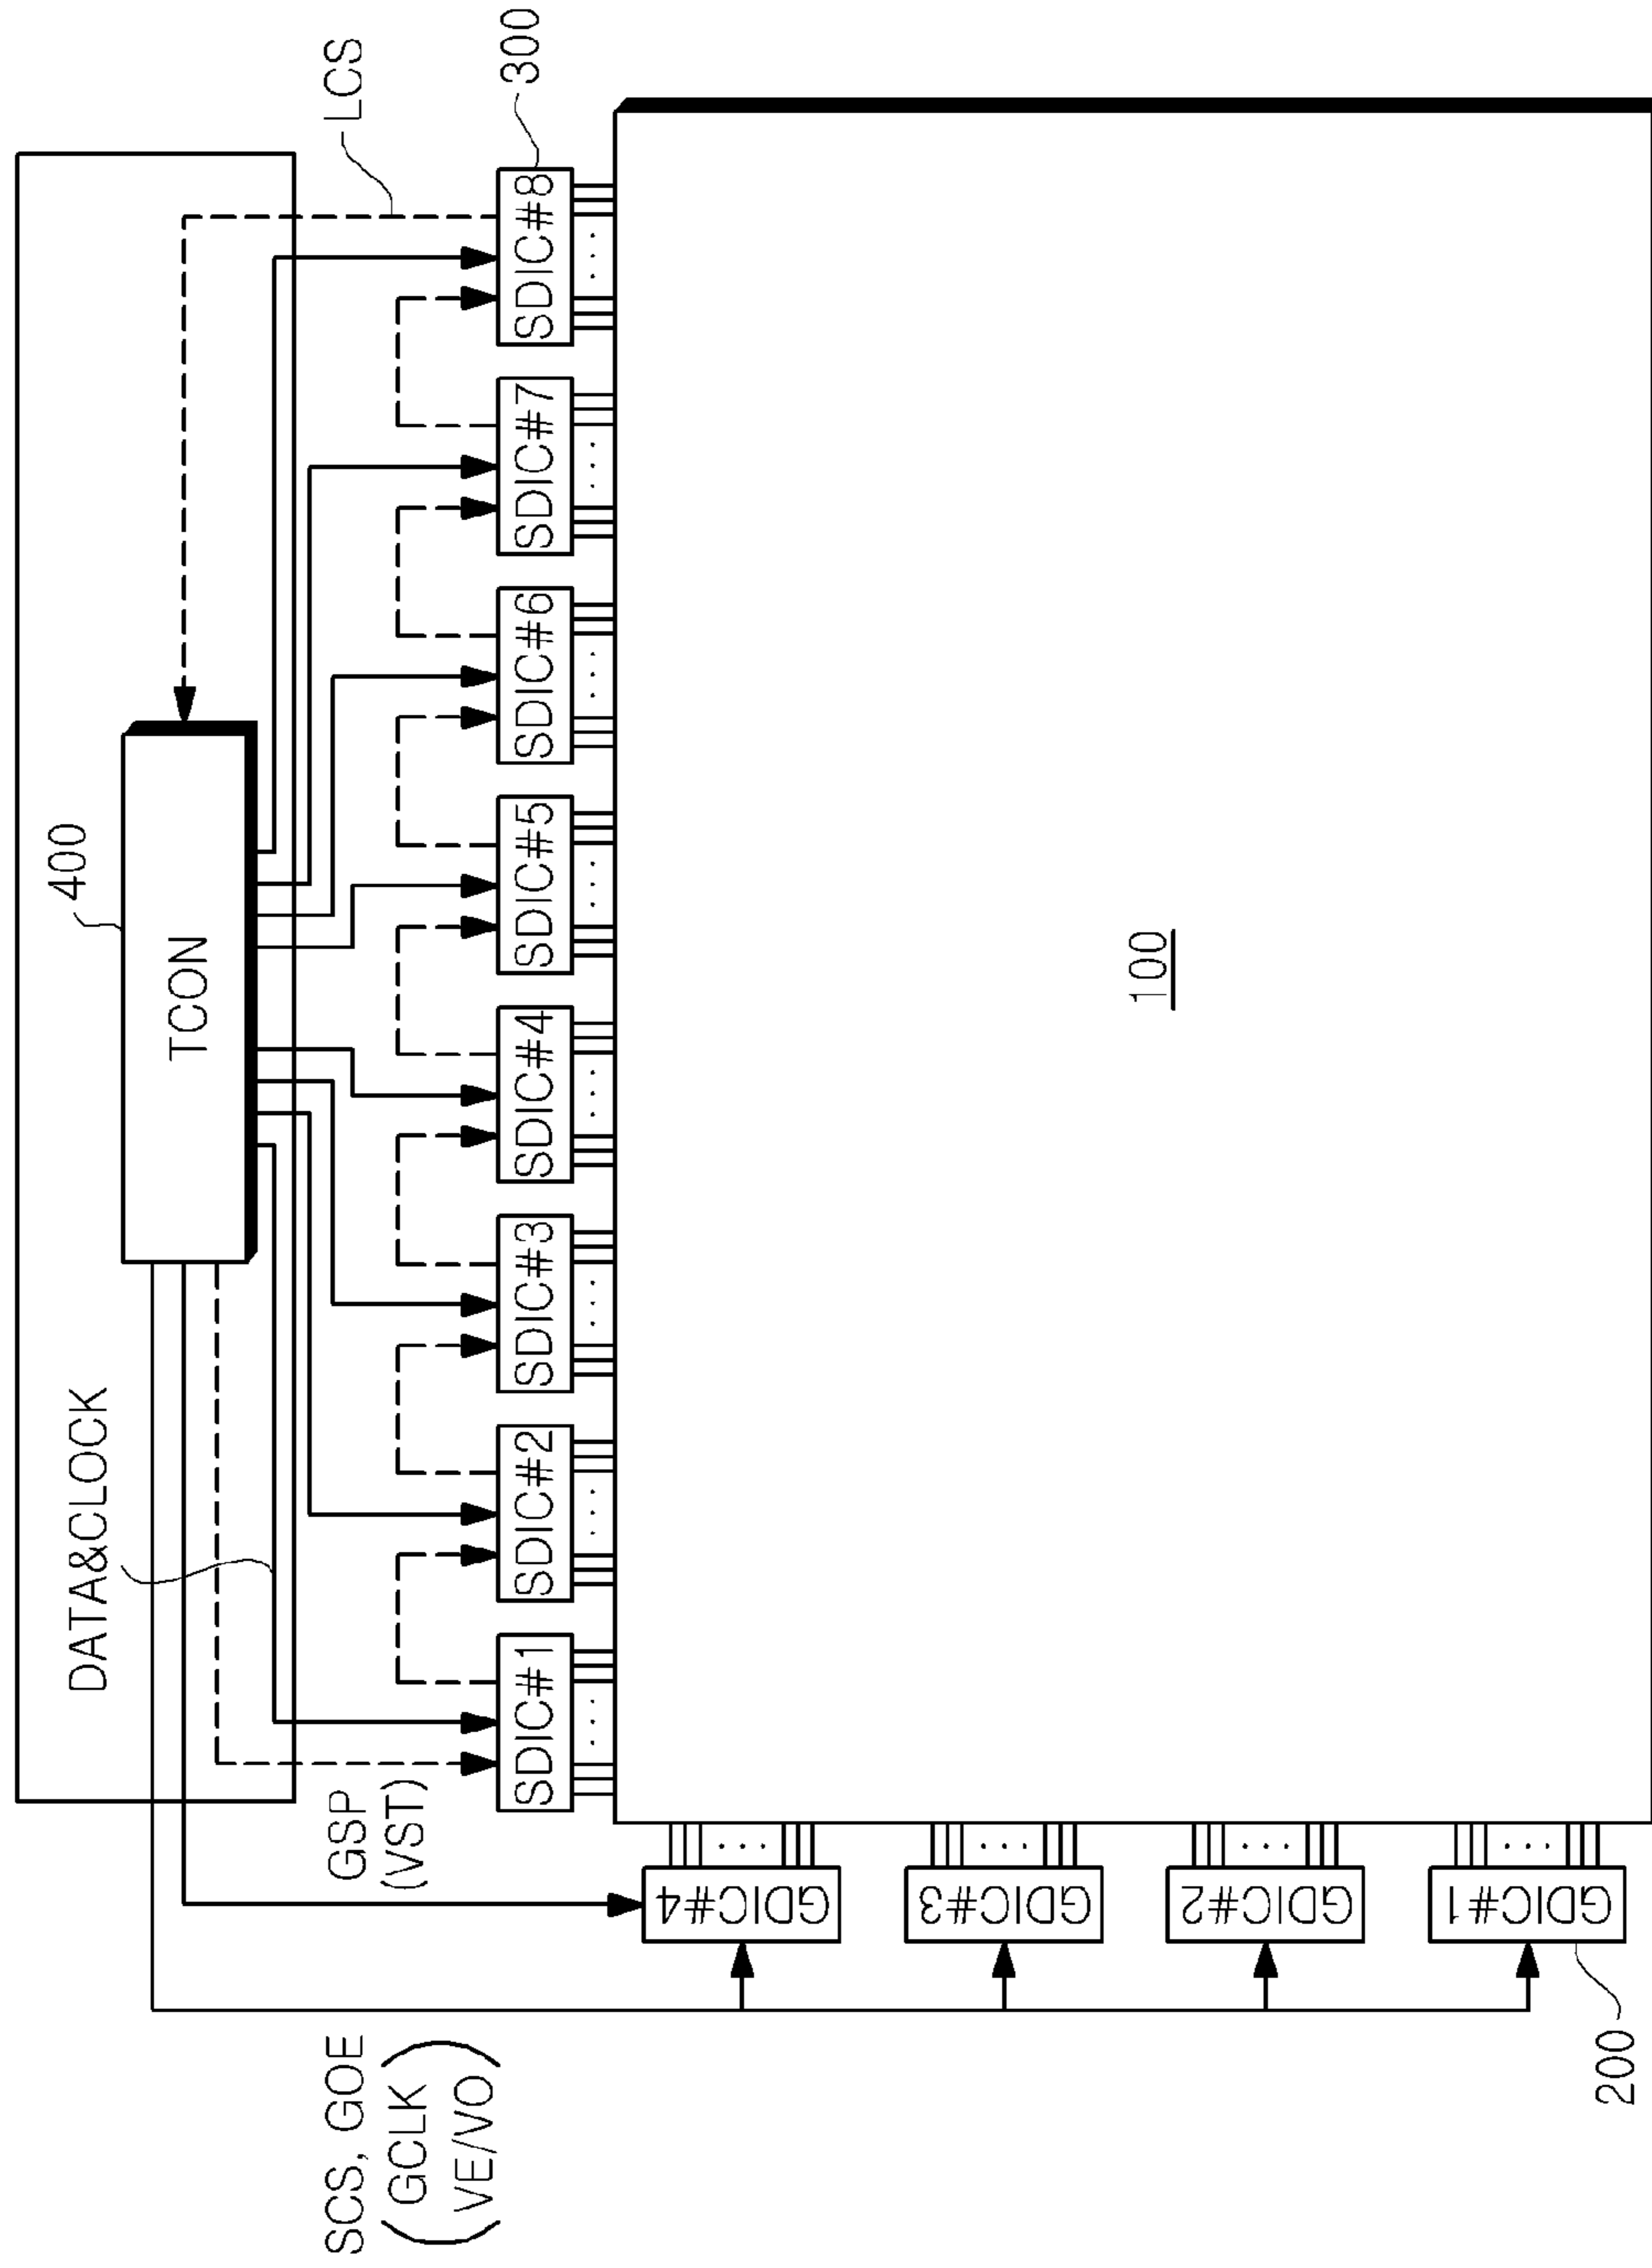 400
TCON
DATA&CLOCK
LCS
300
GSP
(VST)
SCS, GOE
(GCLK
VE/VO)
SDIC#1
SDIC#2
SDIC#3
SDIC#4
SDIC#5
SDIC#6
SDIC#7
SDIC#8
GDIC#4
GDIC#3
GDIC#2
GDIC#1
200
100